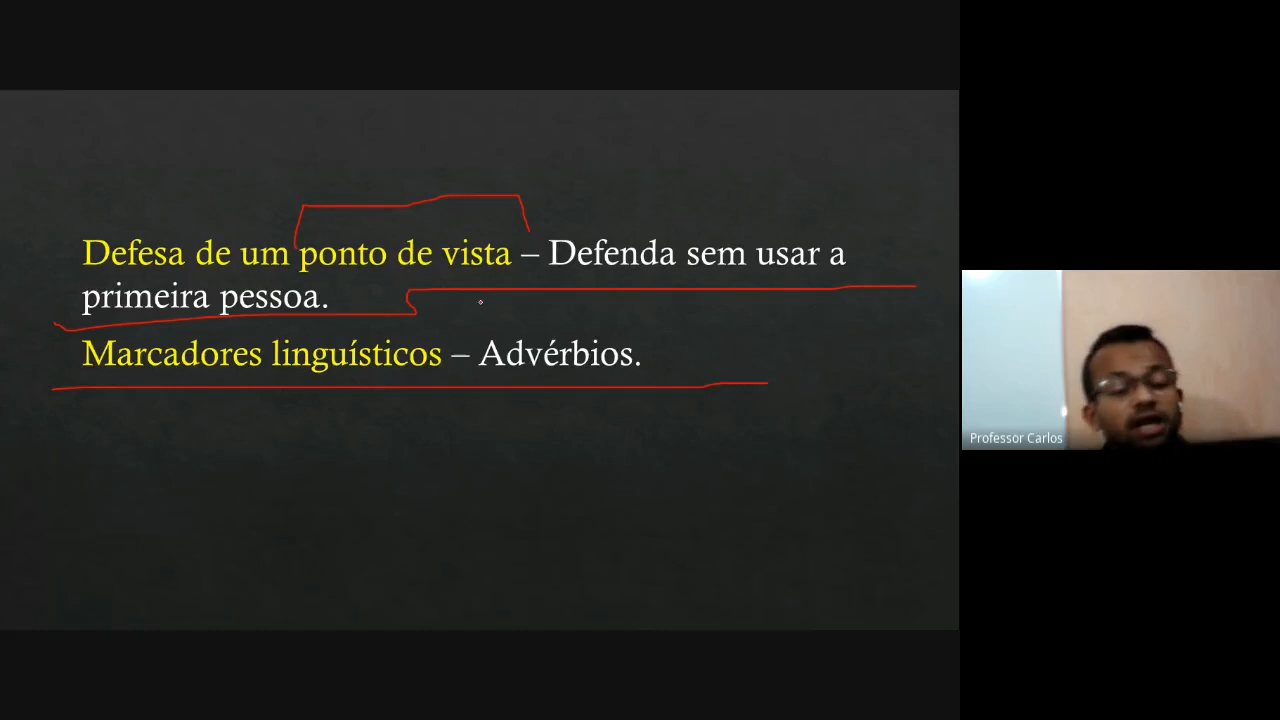 Defesa de um ponto de vista – Defenda sem usar a
primeira pessoa.
Marcadores linguísticos – Advérbios.
Professor Carlos